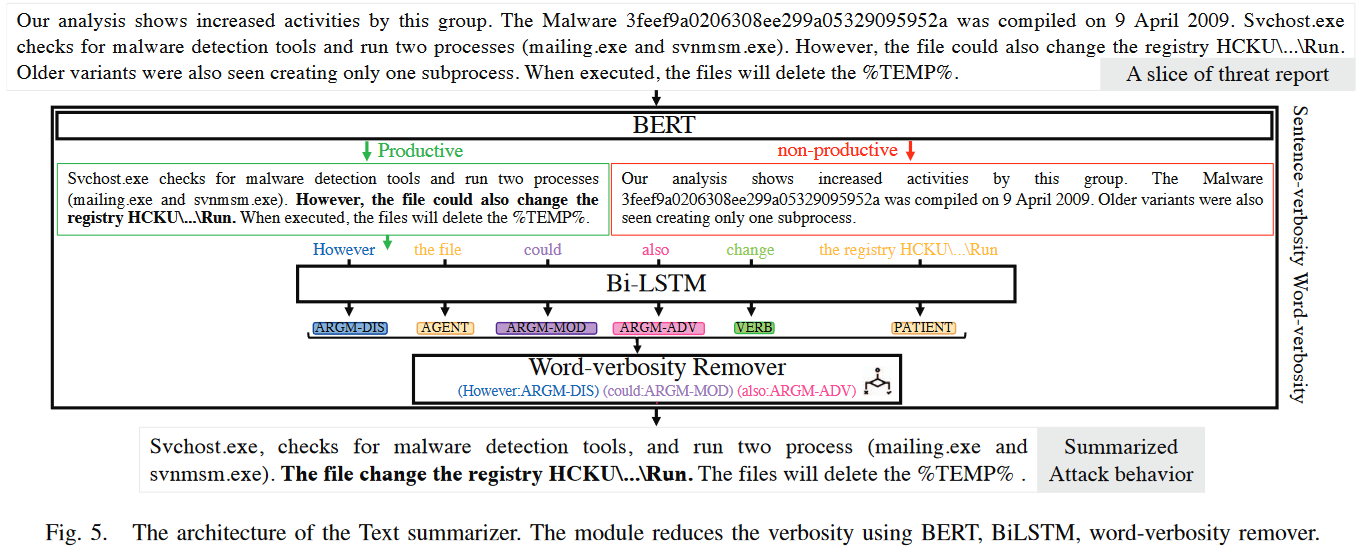 Our analysis shows increased activities by this group. The Malware 3feef9a0206308ee299a05329095952a was compiled on 9 April 2009. Svchost.exe
checks for malware detection tools and run two processes (mailing.exe and svnmsm.exe). However, the file could also change the registry HCKU\...\Run.
Older variants were also seen creating only one subprocess. When executed, the files will delete the %TEMP%.
A slice of threat report
BERT
Productive
non-productive
Svchost.exe checks for malware detection tools and run two processes
(mailing.exe and svnmsm.exe). However, the file could also change the
registry HCKU\...\Run. When executed, the files will delete the %TEMP%.
Our analysis shows increased activities by this group. The Malware
3feef9a0206308ee299a05329095952a was compiled on 9 April 2009. Older variants were also
seen creating only one subprocess.
Sentence-verbosity Word-verbosity
However the file could also change the registry HCKU\...\Run
Bi-LSTM
ARGM-DIS AGENT ARGM-MOD ARGM-ADV VERB PATIENT
Word-verbosity Remover
(However:ARGM-DIS) (could:ARGM-MOD) (also:ARGM-ADV)
Svchost.exe, checks for malware detection tools, and run two process (mailing.exe and
svnmsm.exe). The file change the registry HCKU\...\Run. The files will delete the %TEMP% .
Summarized
Attack behavior
Fig. 5. The architecture of the Text summarizer. The module reduces the verbosity using BERT, BiLSTM, word-verbosity remover.